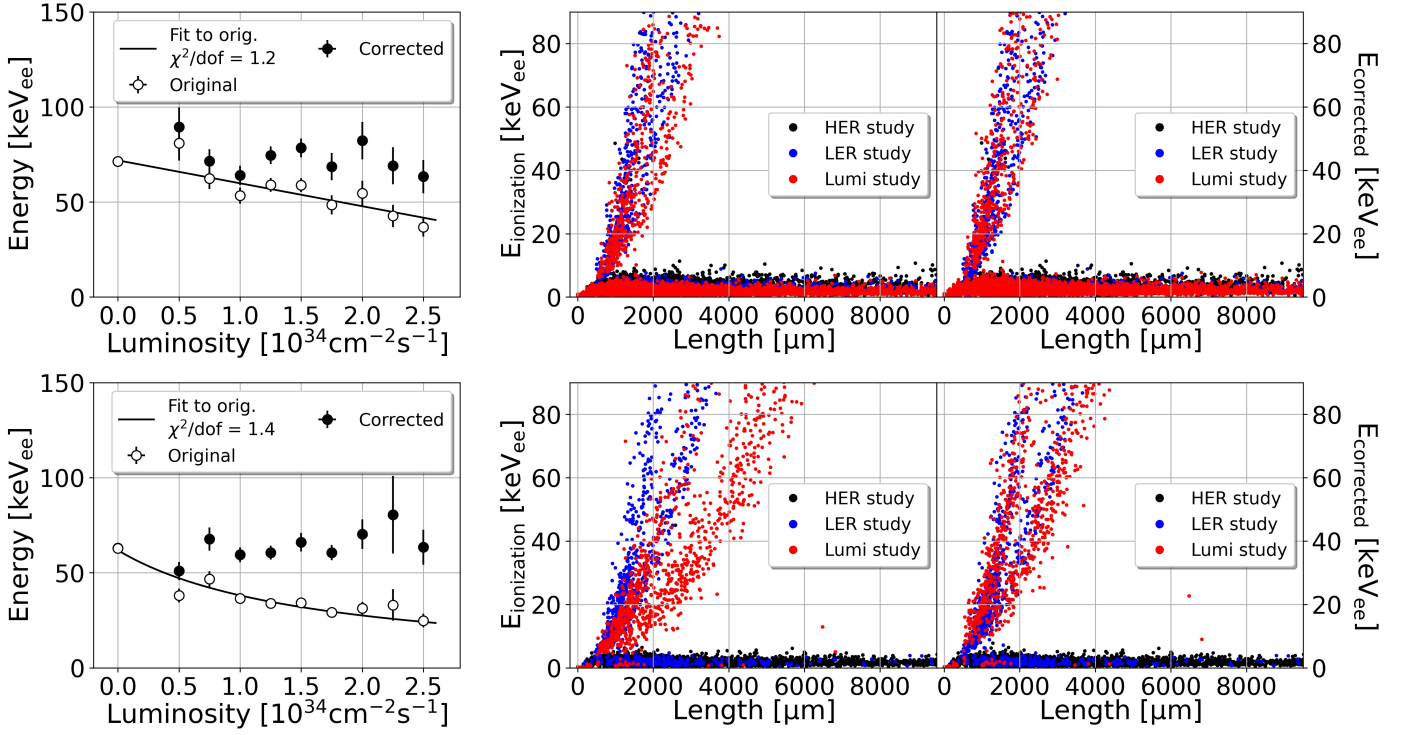 150
100
50
0
Energy [keVee]
Fit to orig.
χ²/dof = 1.2
Original
Corrected
0.0 0.5 1.0 1.5 2.0 2.5
Luminosity [10³⁴cm⁻²s⁻¹]
80
60
40
20
0
Eionization [keVee]
HER study
LER study
Lumi study
0 2000 4000 6000 8000
Length [μm]
HER study
LER study
Lumi study
0 2000 4000 6000 8000
Length [μm]
80
60
40
20
0
Ecorrected [keVee]
150
100
50
0
Energy [keVee]
Fit to orig.
χ²/dof = 1.4
Original
Corrected
0.0 0.5 1.0 1.5 2.0 2.5
Luminosity [10³⁴cm⁻²s⁻¹]
80
60
40
20
0
Eionization [keVee]
HER study
LER study
Lumi study
0 2000 4000 6000 8000
Length [μm]
HER study
LER study
Lumi study
0 2000 4000 6000 8000
Length [μm]
80
60
40
20
0
Ecorrected [keVee]